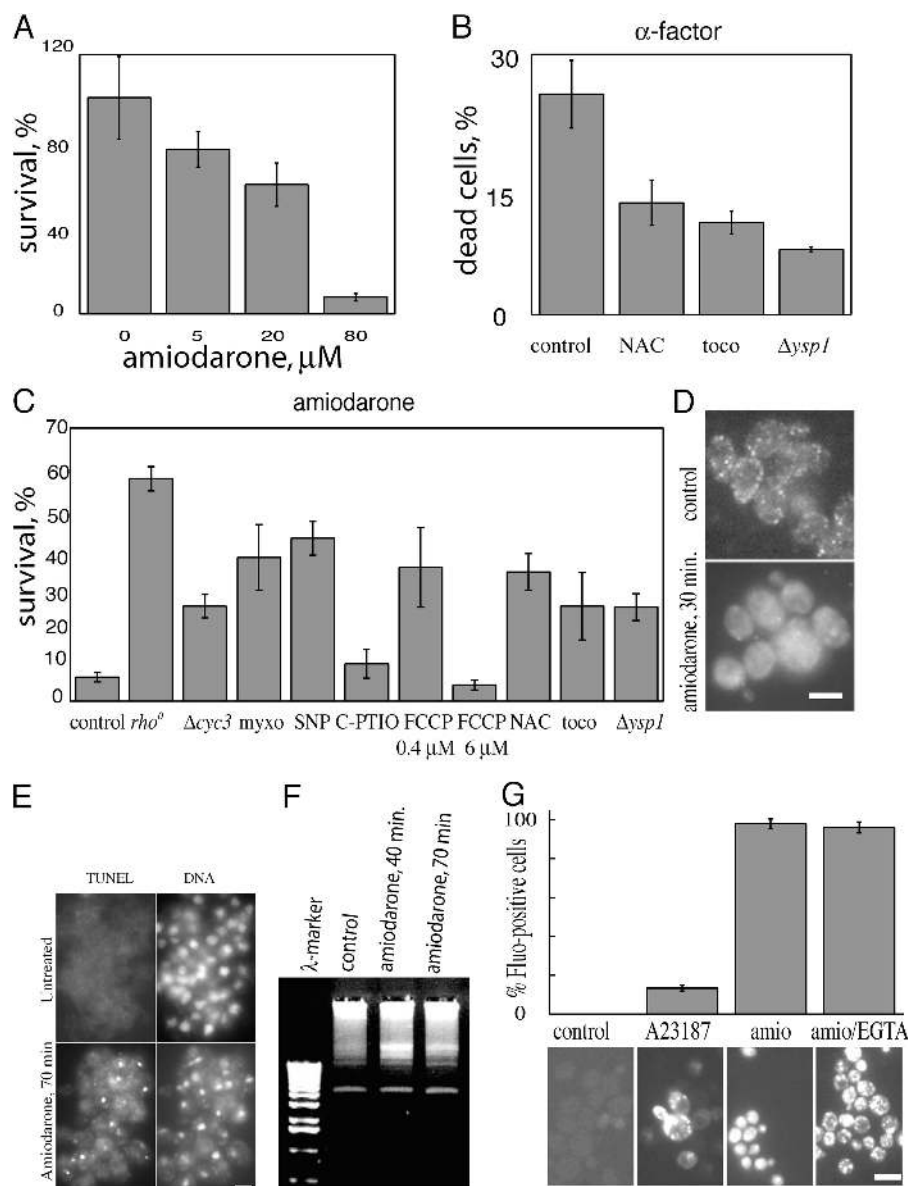 A
120
80
40
0
survival, %
0 5 20 80
amiodarone, μM
B
α-factor
30
15
0
dead cells, %
control NAC toco Δysp1
C
amiodarone
70
60
50
40
30
20
10
0
survival, %
control rho⁰ Δcyc3 myxo SNP C-PTIO FCCP FCCP NAC toco Δysp1
0.4 μM 6 μM
D
control
amiodarone, 30 min.
E
TUNEL DNA
Untreated
Amiodarone, 70 min
F
λ-marker
control
amiodarone, 40 min.
amiodarone, 70 min
G
100
0
% Fluo-positive cells
control A23187 amio amio/EGTA